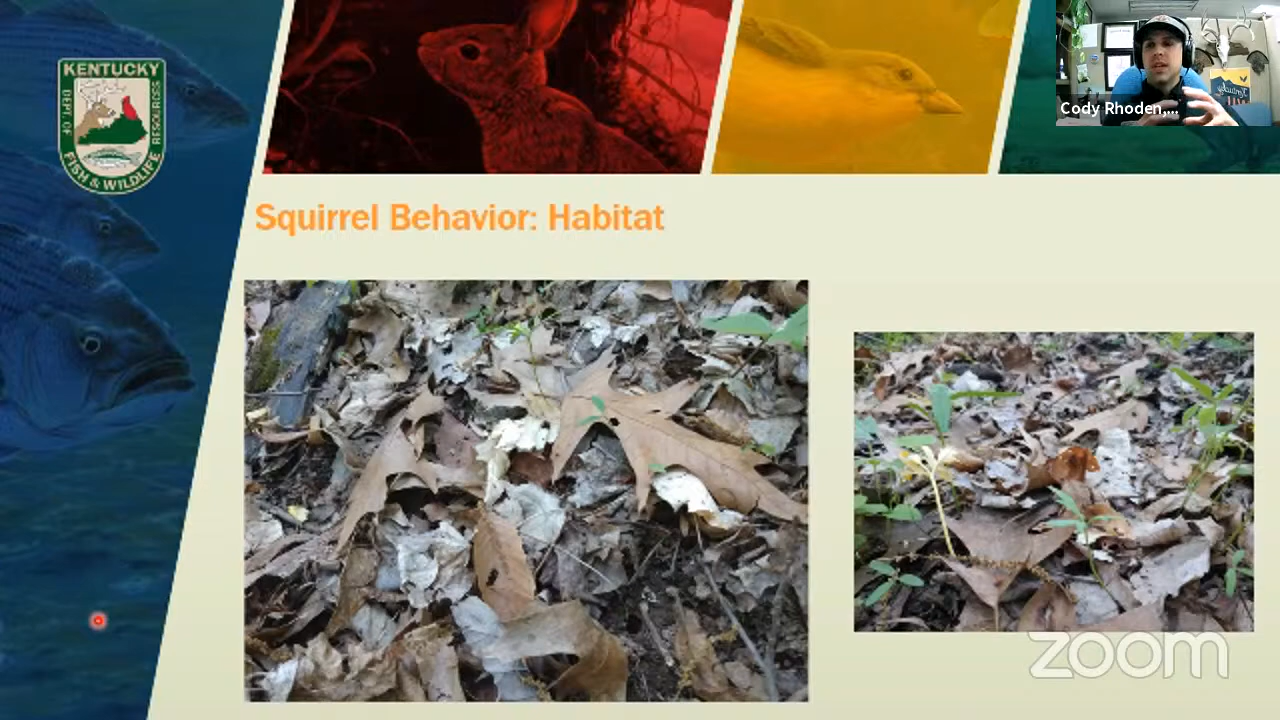 KENTUCKY
DEPT. OF
FISH & WILDLIFE
RESOURCES
Cody Rhoden,...
Squirrel Behavior: Habitat
zoom